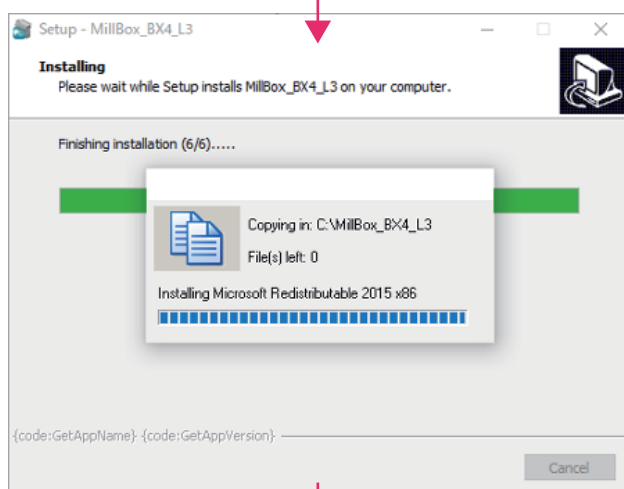 Setup - MillBox_BX4_L3
Installing
Please wait while Setup installs MillBox_BX4_L3 on your computer.
Finishing installation (6/6).....
Copying in: C:\MillBox_BX4_L3
File(s) left: 0
Installing Microsoft Redistributable 2015 x86
{code:GetAppName} {code:GetAppVersion}
Cancel